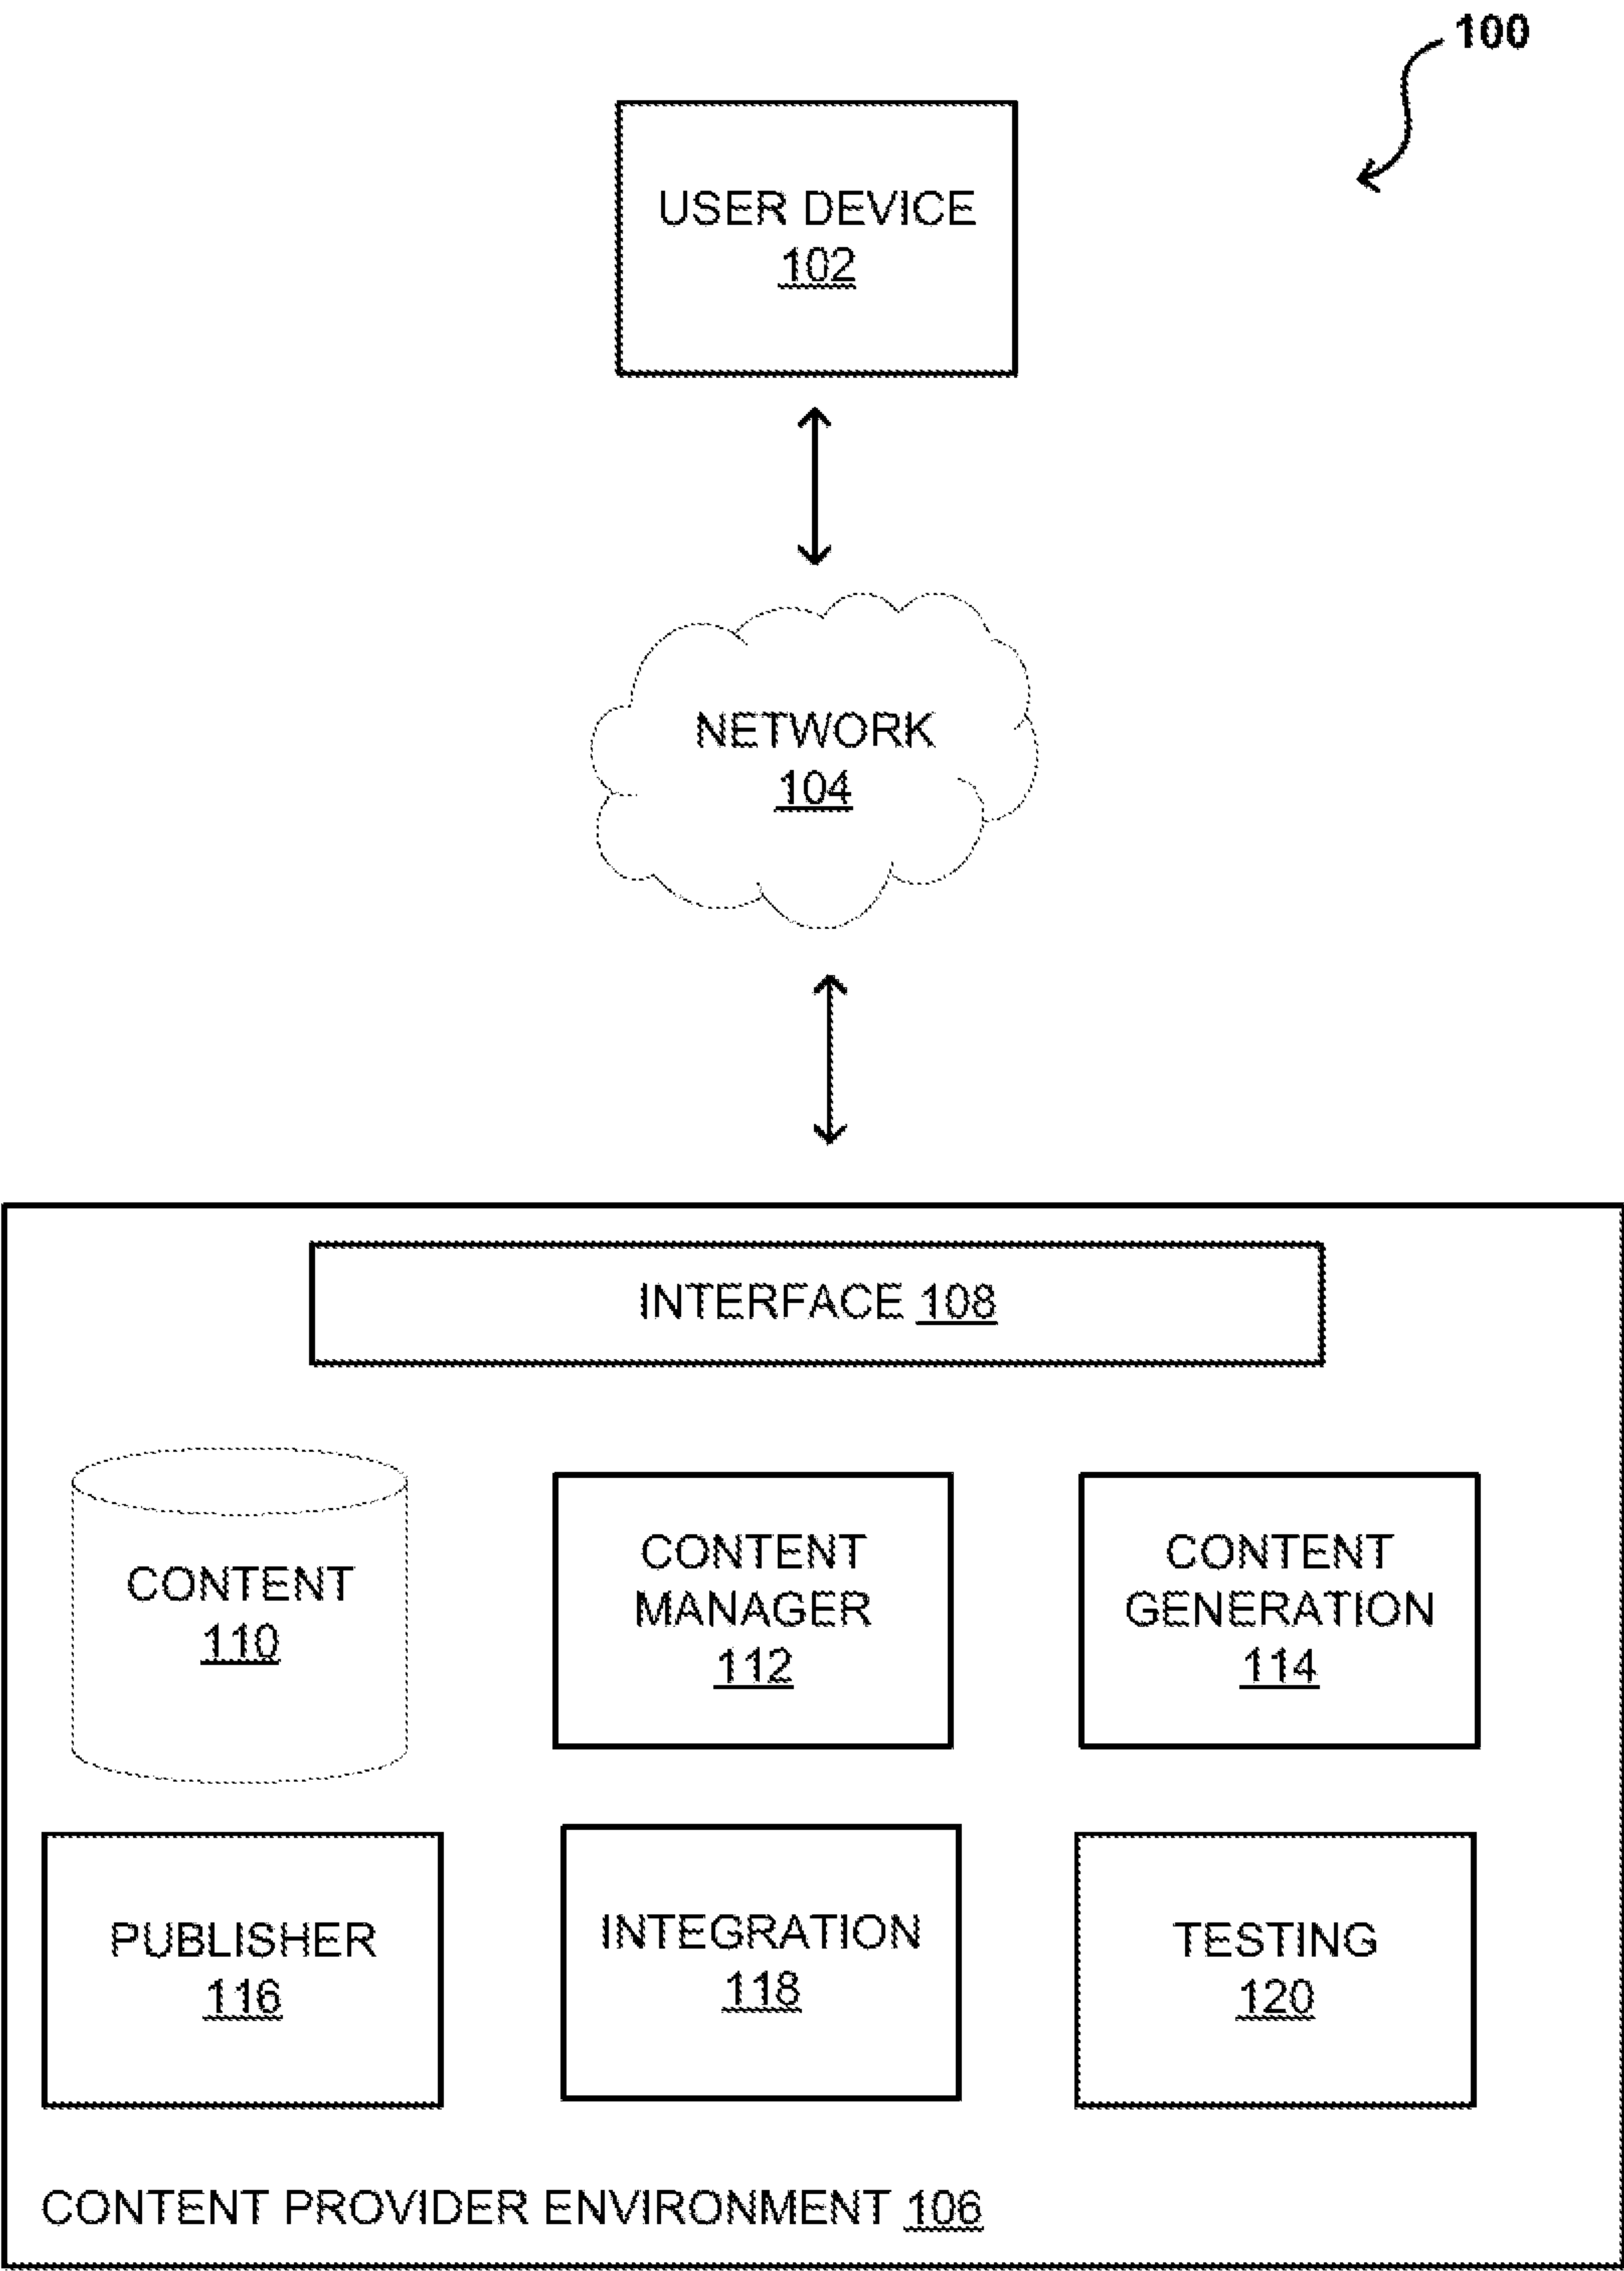 100
USER DEVICE
102
NETWORK
104
INTERFACE 108
CONTENT
110
CONTENT
MANAGER
112
CONTENT
GENERATION
114
PUBLISHER
116
INTEGRATION
118
TESTING
120
CONTENT PROVIDER ENVIRONMENT 106